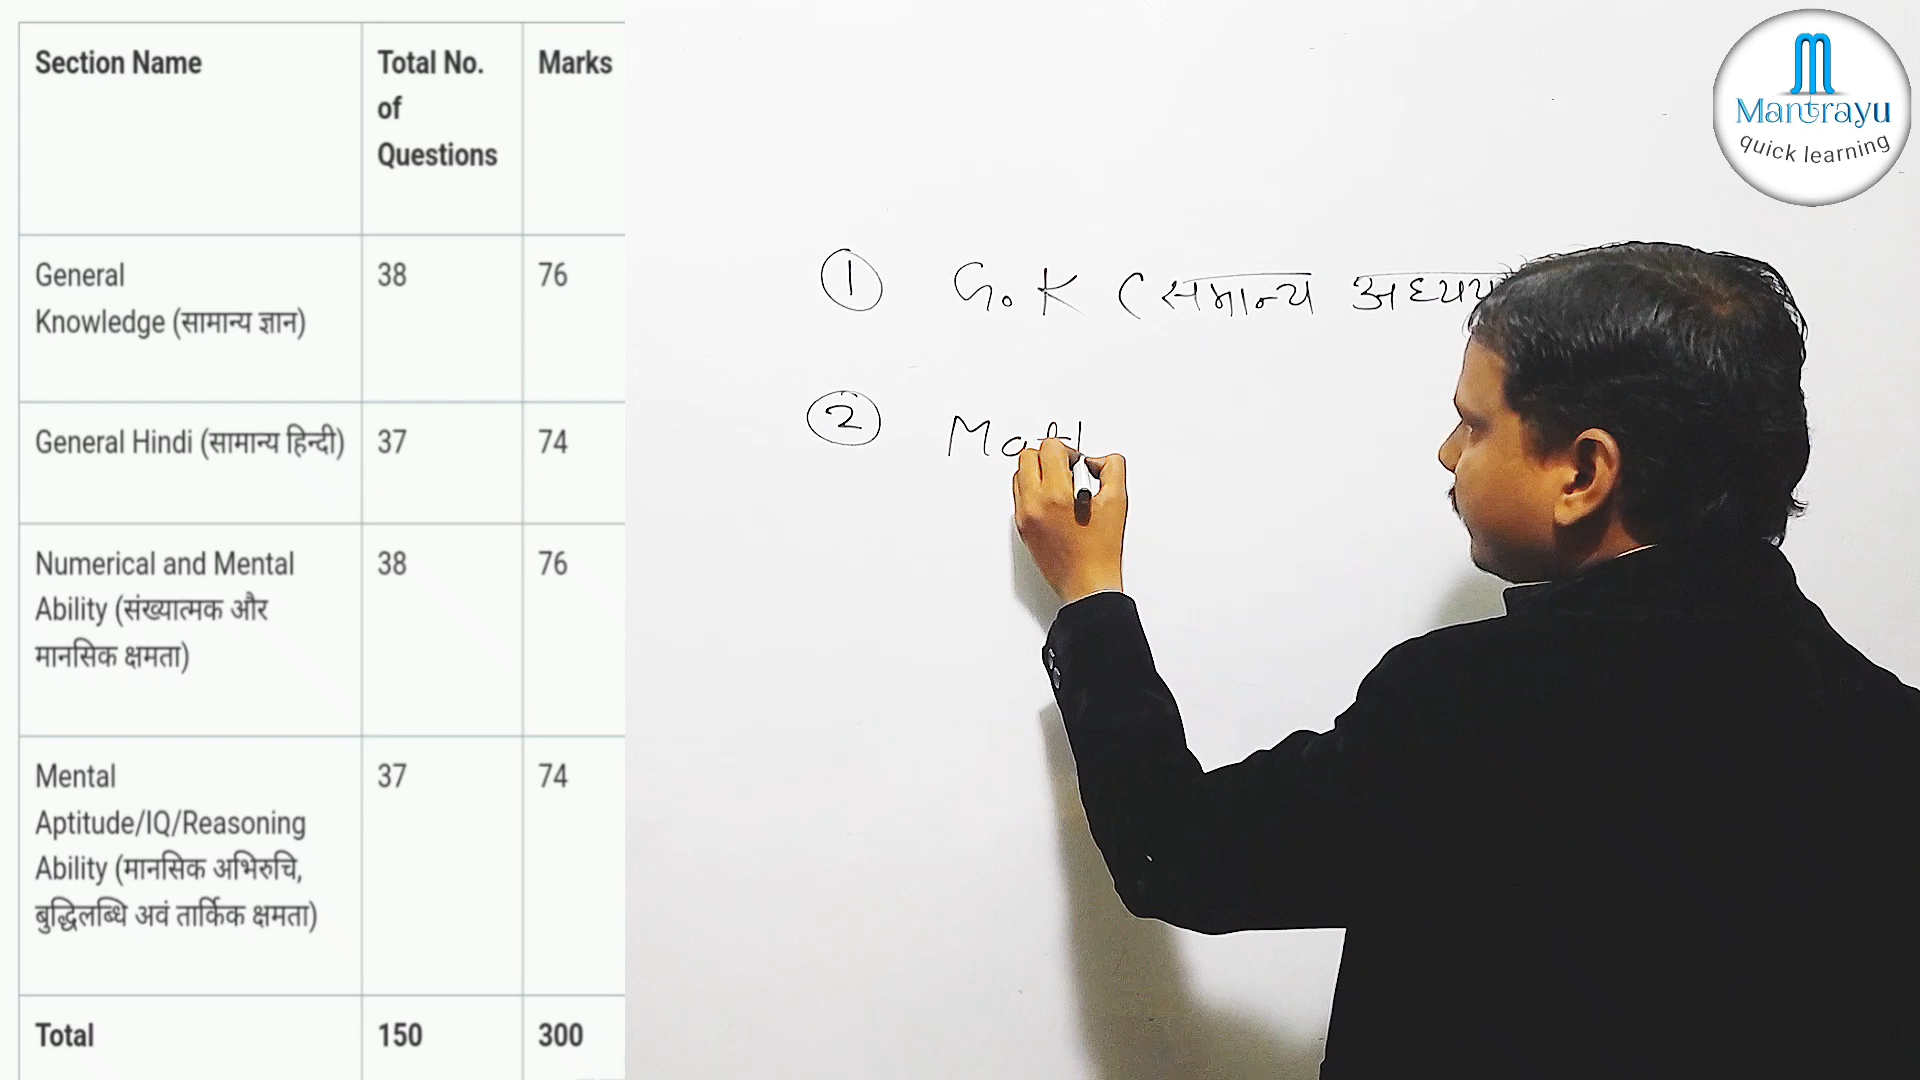 Section Name
Total No.
of
Questions
Marks
General
Knowledge (सामान्य ज्ञान)
38
76
General Hindi (सामान्य हिन्दी)
37
74
Numerical and Mental
Ability (संख्यात्मक और
मानसिक क्षमता)
38
76
Mental
Aptitude/IQ/Reasoning
Ability (मानसिक अभिरुचि,
बुद्धिलब्धि अवं तार्किक क्षमता)
37
74
Total
150
300
Mantrayu
quick learning
① G.K (समान्य
②